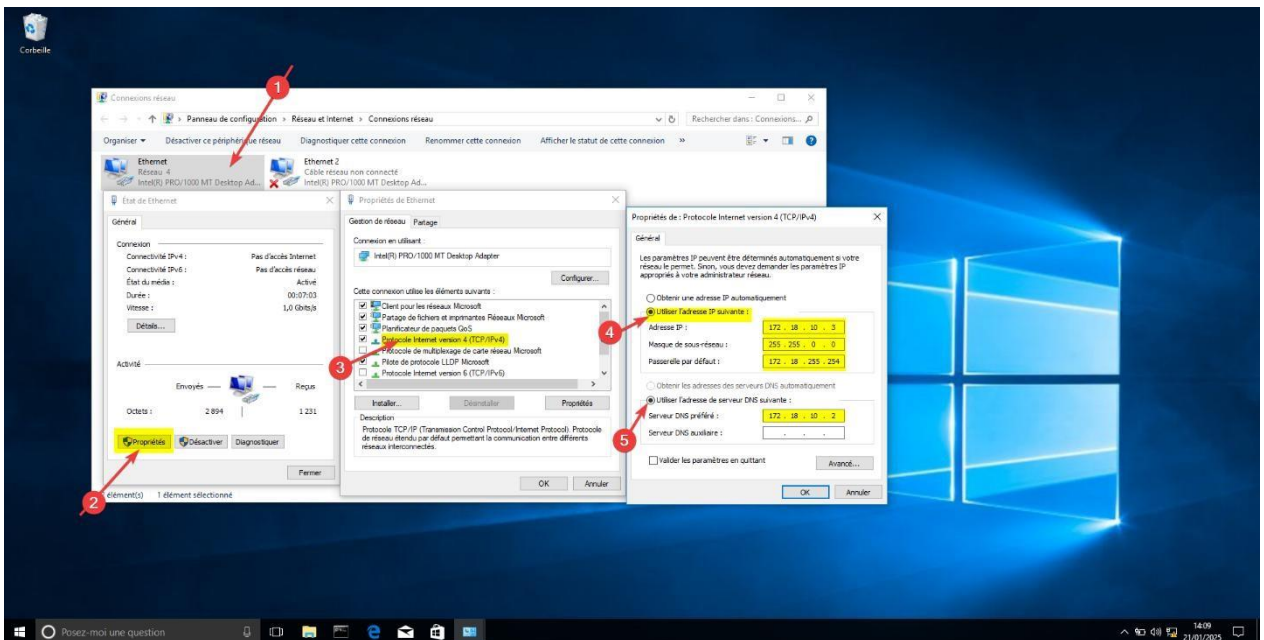 Corbeille
1
Connexions réseau
Panneau de configuration > Réseau et Internet > Connexions réseau
Rechercher dans : Connexions...
Organiser
Désactiver ce périphérique réseau
Diagnostiquer cette connexion
Renommer cette connexion
Afficher le statut de cette connexion
»
Ethernet
Réseau 4
Intel(R) PRO/1000 MT Desktop Ad...
Ethernet 2
Câble réseau non connecté
Intel(R) PRO/1000 MT Desktop Ad...
État de Ethernet
Général
Connexion
Connectivité IPv4 : Pas d'accès Internet
Connectivité IPv6 : Pas d'accès réseau
État du média : Activé
Durée : 00:07:03
Vitesse : 1,0 Gbits/s
Détails...
Activité
Envoyés — — Reçus
Octets : 2 894 | 1 231
Propriétés
Désactiver
Diagnostiquer
Fermer
2
élément(s) 1 élément sélectionné
Propriétés de Ethernet
Gestion de réseau
Partage
Connexion en utilisant :
Intel(R) PRO/1000 MT Desktop Adapter
Configurer...
Cette connexion utilise les éléments suivants :
Client pour les réseaux Microsoft
Partage de fichiers et imprimantes Réseaux Microsoft
Planificateur de paquets QoS
Protocole Internet version 4 (TCP/IPv4)
Protocole de multiplexage de carte réseau Microsoft
Pilote de protocole LLDP Microsoft
Protocole Internet version 6 (TCP/IPv6)
3
Installer...
Désinstaller
Propriétés
Description
Protocole TCP/IP (Transmission Control Protocol/Internet Protocol). Protocole
de réseau étendu par défaut permettant la communication entre différents
réseaux interconnectés.
OK
Annuler
Propriétés de : Protocole Internet version 4 (TCP/IPv4)
Général
Les paramètres IP peuvent être déterminés automatiquement si votre
réseau le permet. Sinon, vous devez demander les paramètres IP
appropriés à votre administrateur réseau.
Obtenir une adresse IP automatiquement
4
Utiliser l'adresse IP suivante :
Adresse IP : 172 . 18 . 10 . 3
Masque de sous-réseau : 255 . 255 . 0 . 0
Passerelle par défaut : 172 . 18 . 255 . 254
Obtenir les adresses des serveurs DNS automatiquement
Utiliser l'adresse de serveur DNS suivante :
5
Serveur DNS préféré : 172 . 18 . 10 . 2
Serveur DNS auxiliaire : . . .
Valider les paramètres en quittant
Avancé...
OK
Annuler
Posez-moi une question
14:09
21/01/2025